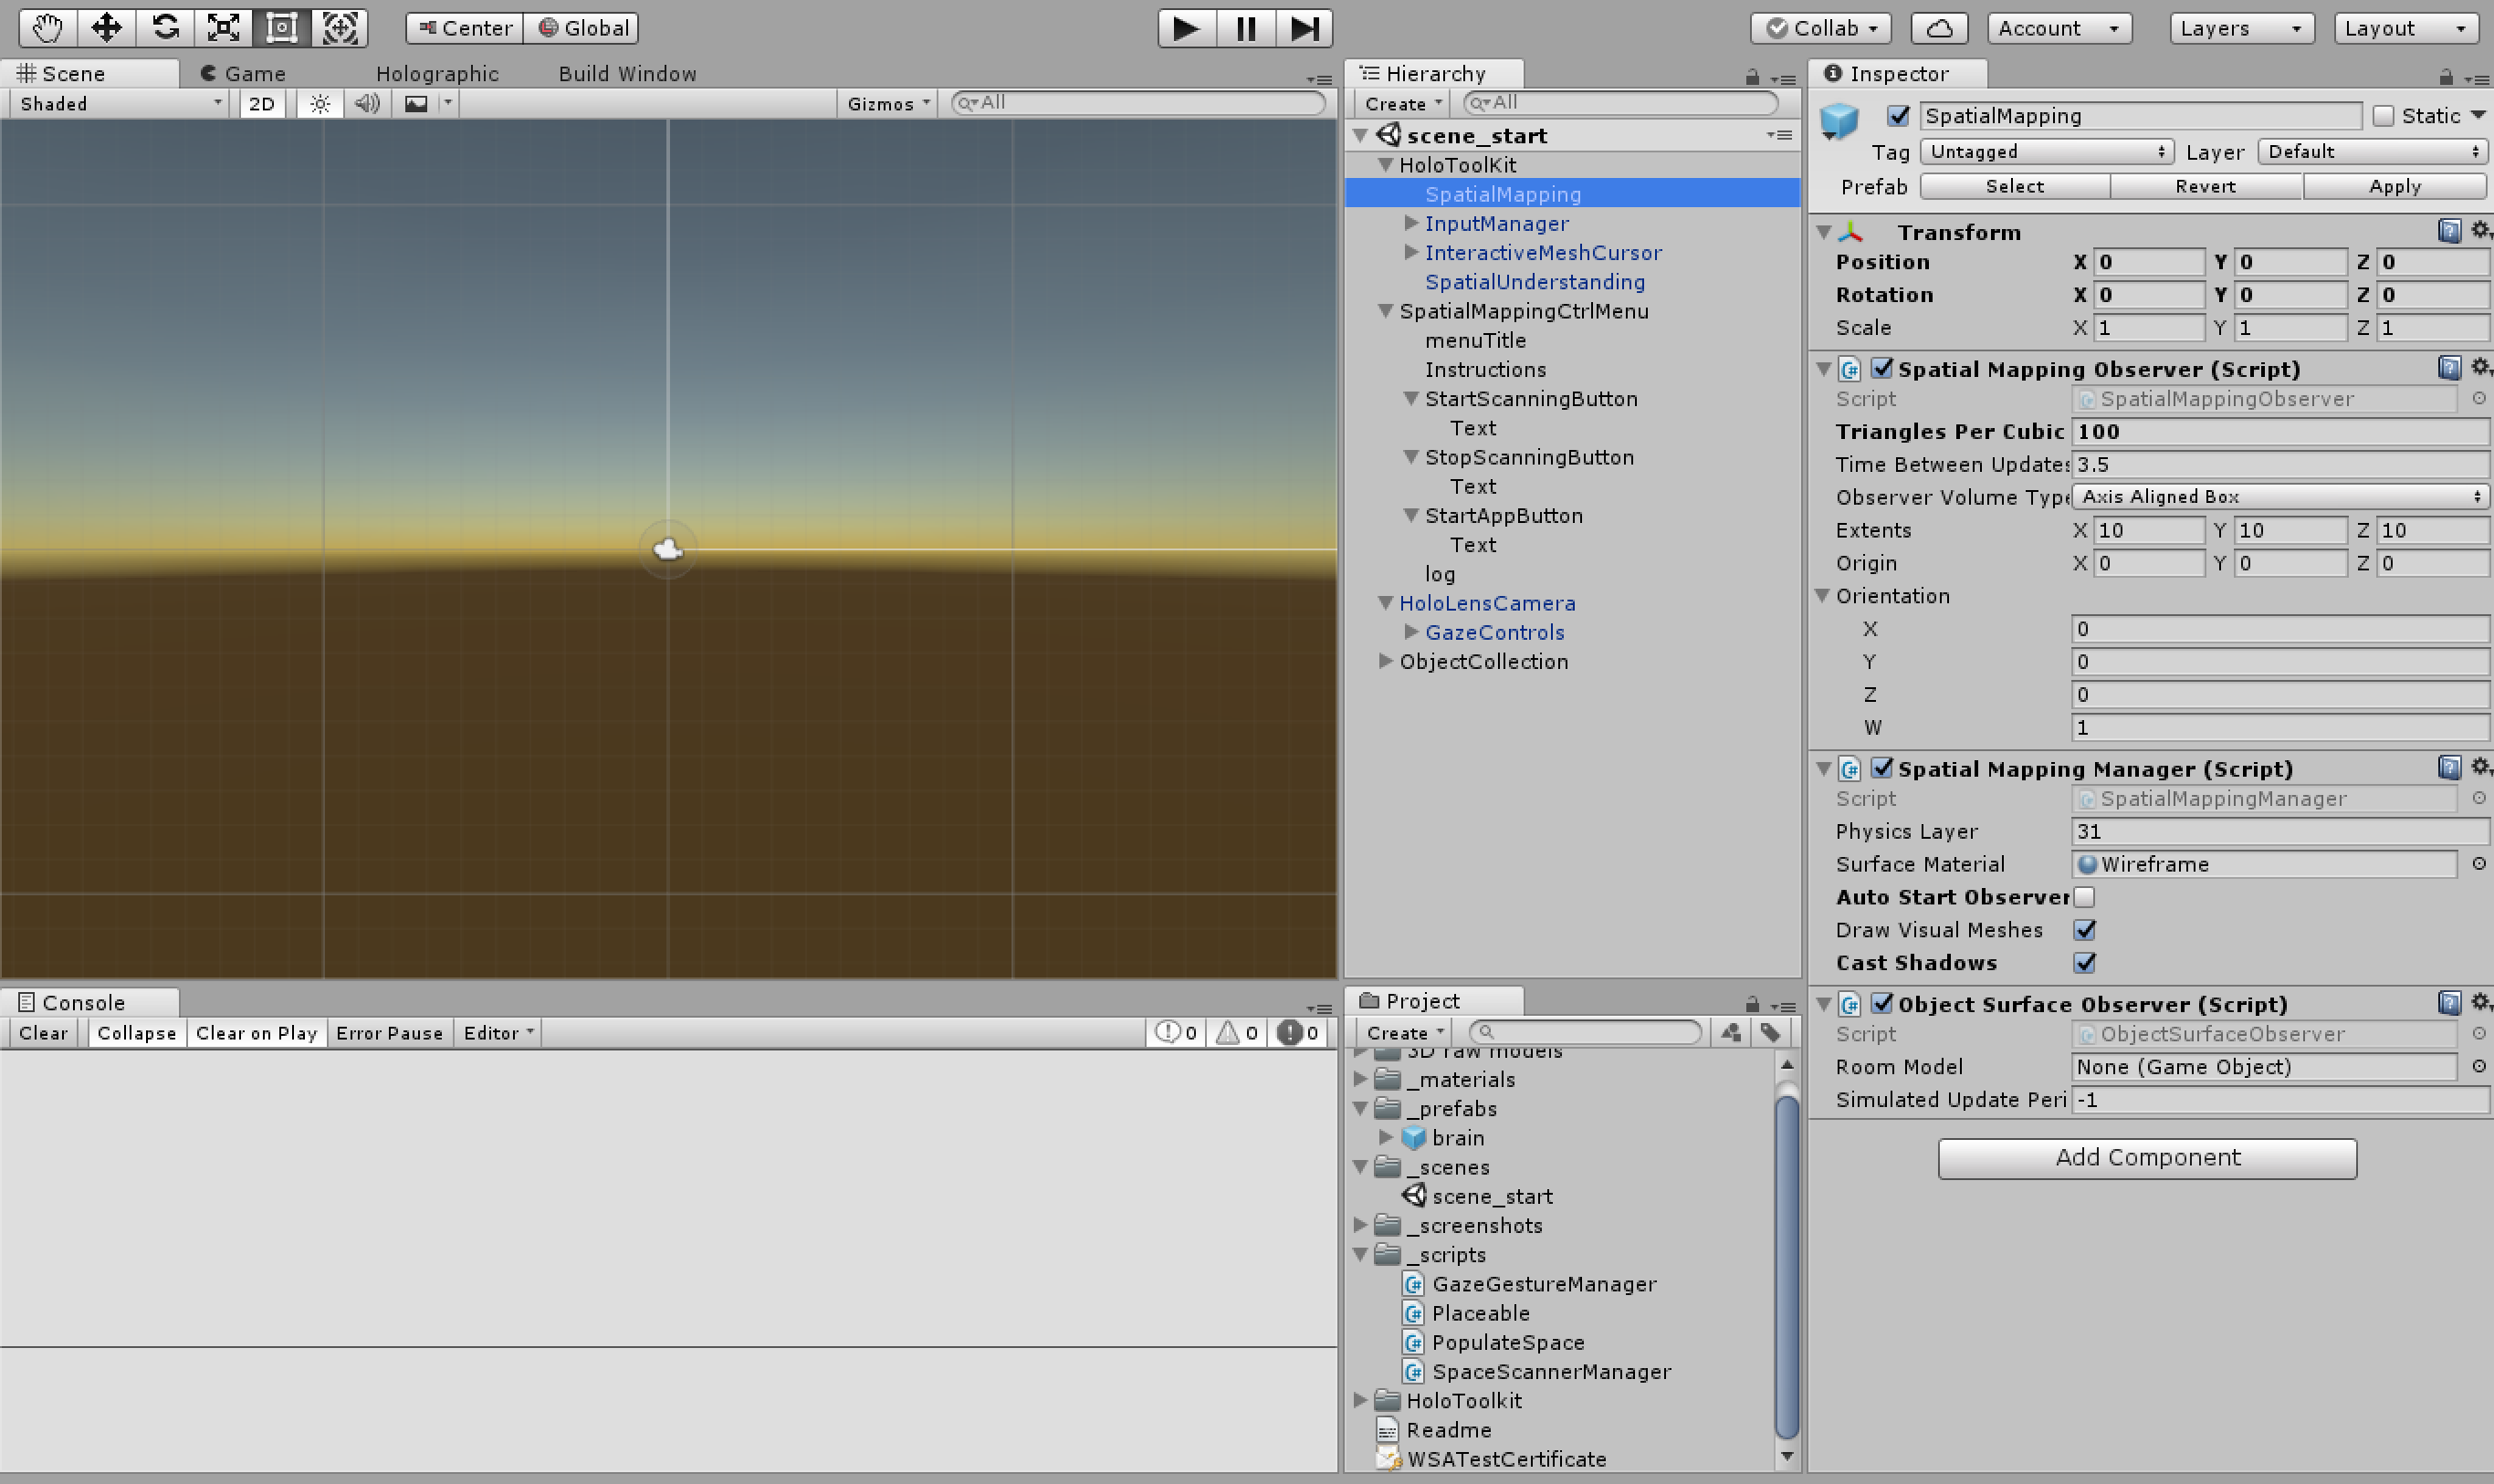 Center Global Collab Account Layers Layout
Scene Game Holographic Build Window
Shaded 2D Gizmos All
Hierarchy
Create All
scene_start
HoloToolKit
SpatialMapping
InputManager
InteractiveMeshCursor
SpatialUnderstanding
SpatialMappingCtrlMenu
menuTitle
Instructions
StartScanningButton
Text
StopScanningButton
Text
StartAppButton
Text
log
HoloLensCamera
GazeControls
ObjectCollection
Inspector
SpatialMapping Static
Tag Untagged Layer Default
Prefab Select Revert Apply
Transform
Position X 0 Y 0 Z 0
Rotation X 0 Y 0 Z 0
Scale X 1 Y 1 Z 1
Spatial Mapping Observer (Script)
Script SpatialMappingObserver
Triangles Per Cubic 100
Time Between Updates 3.5
Observer Volume Type Axis Aligned Box
Extents X 10 Y 10 Z 10
Origin X 0 Y 0 Z 0
Orientation
X 0
Y 0
Z 0
W 1
Spatial Mapping Manager (Script)
Script SpatialMappingManager
Physics Layer 31
Surface Material Wireframe
Auto Start Observer
Draw Visual Meshes
Cast Shadows
Object Surface Observer (Script)
Script ObjectSurfaceObserver
Room Model None (Game Object)
Simulated Update Peri -1
Add Component
Console
Clear Collapse Clear on Play Error Pause Editor 0 0 0
Project
Create
3D raw models
_materials
_prefabs
brain
_scenes
scene_start
_screenshots
_scripts
GazeGestureManager
Placeable
PopulateSpace
SpaceScannerManager
HoloToolkit
Readme
WSATestCertificate